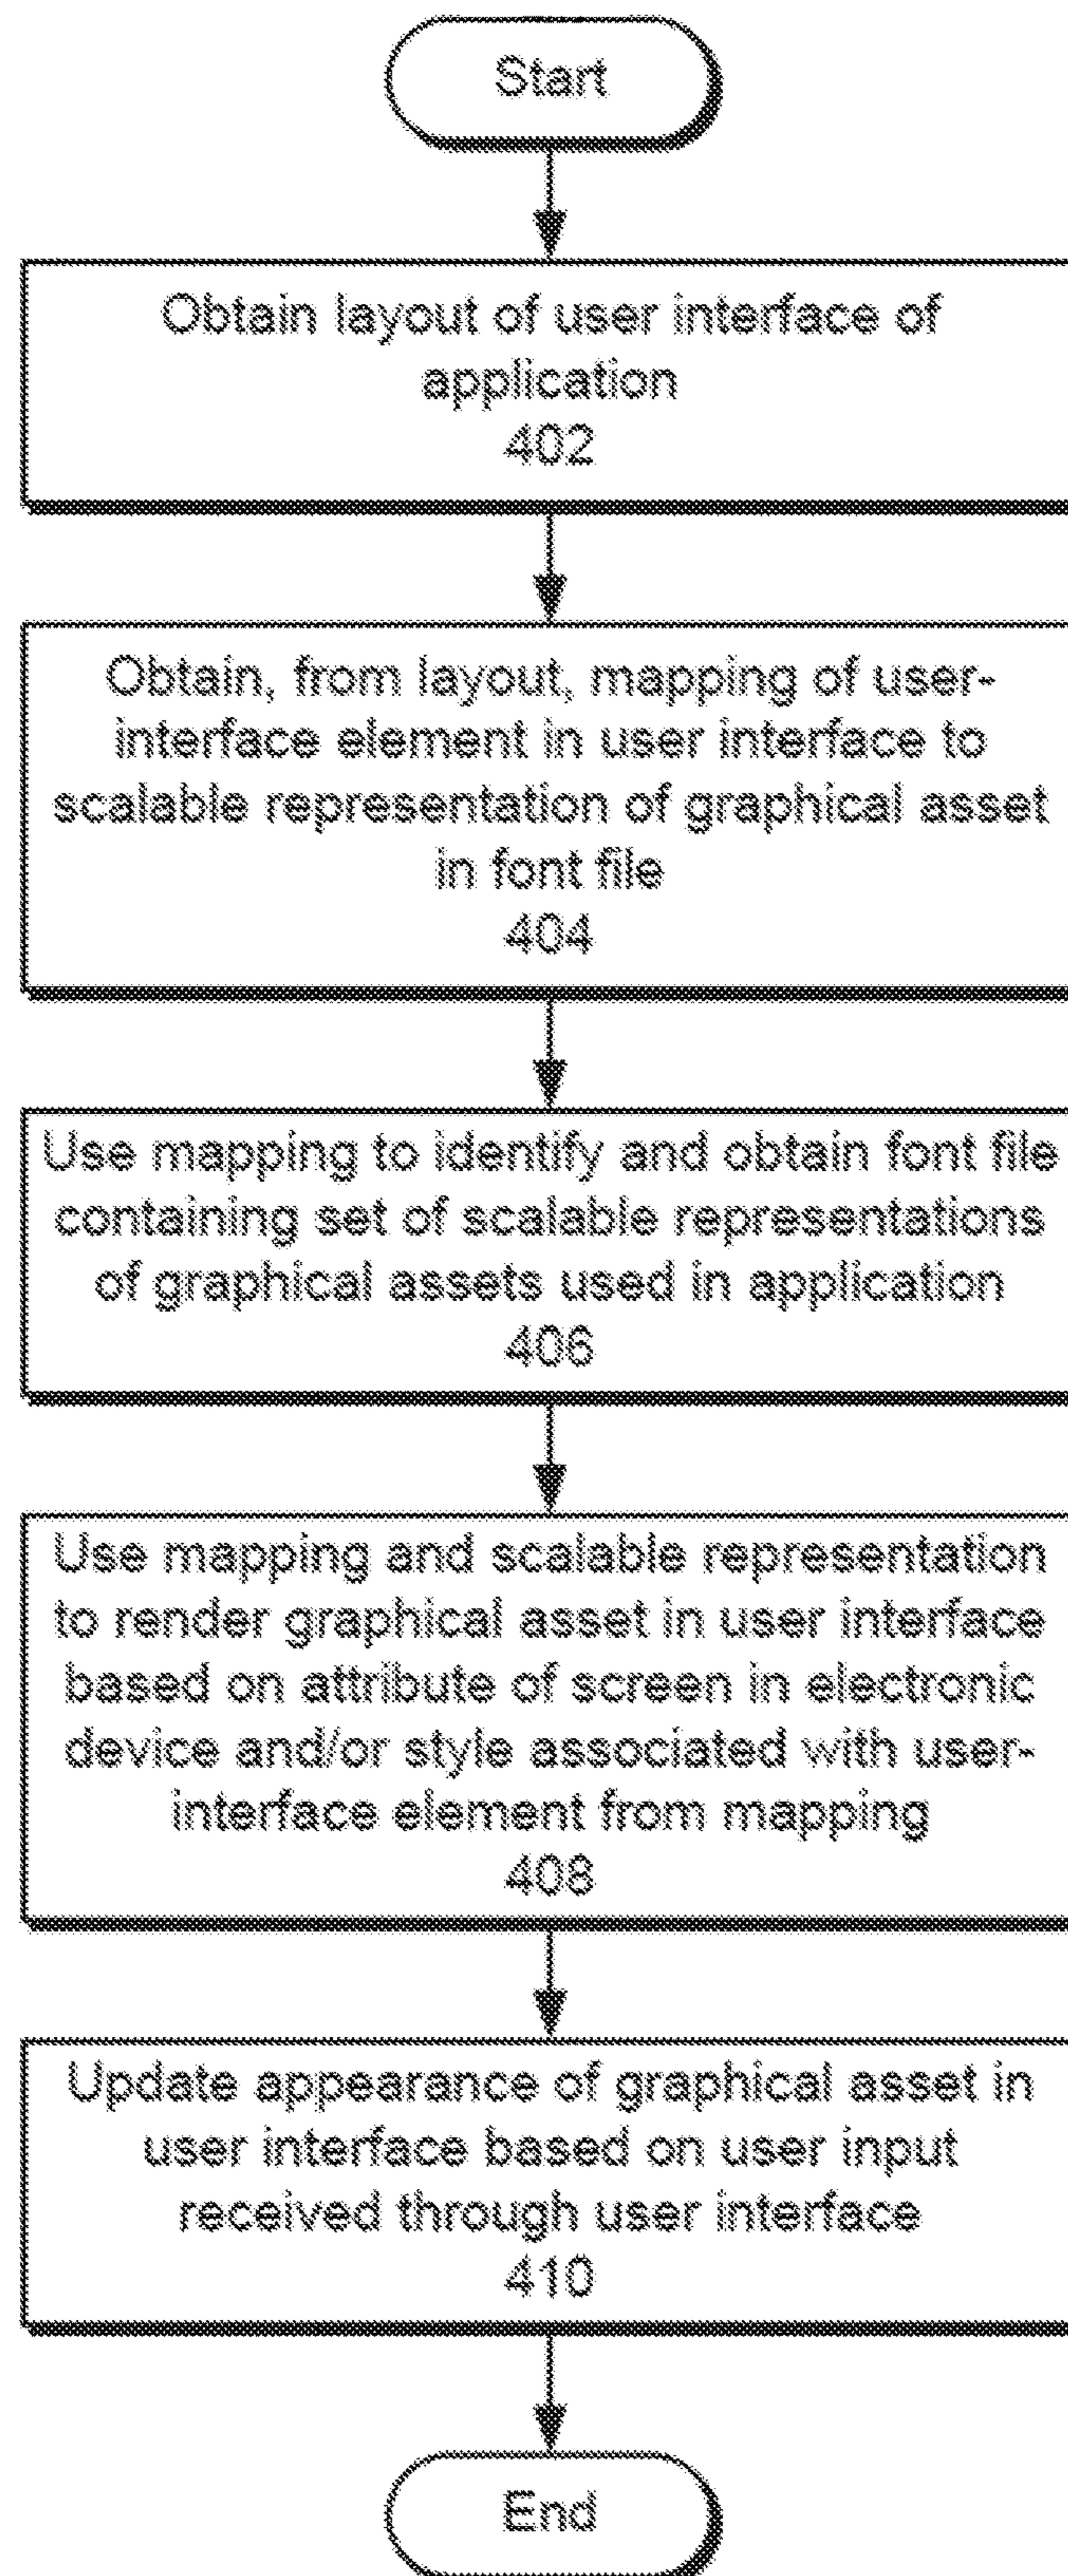 Start
Obtain layout of user interface of
application
402
Obtain, from layout, mapping of user-
interface element in user interface to
scalable representation of graphical asset
in font file
404
Use mapping to identify and obtain font file
containing set of scalable representations
of graphical assets used in application
406
Use mapping and scalable representation
to render graphical asset in user interface
based on attribute of screen in electronic
device and/or style associated with user-
interface element from mapping
408
Update appearance of graphical asset in
user interface based on user input
received through user interface
410
End